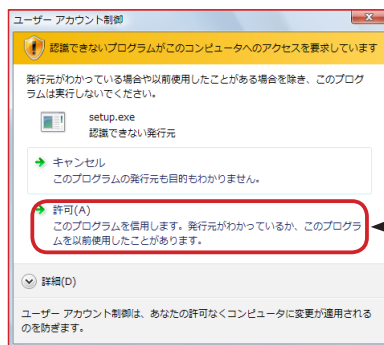 ユーザー アカウント制御
認識できないプログラムがこのコンピュータへのアクセスを要求しています
発行元がわかっている場合や以前使用したことがある場合を除き、このプログ
ラムは実行しないでください。
setup.exe
認識できない発行元
キャンセル
このプログラムの発行元も目的もわかりません。
許可(A)
このプログラムを信用します。発行元がわかっているか、このプログラ
ムを以前使用したことがあります。
詳細(D)
ユーザー アカウント制御は、あなたの許可なくコンピュータに変更が適用される
のを防ぎます。